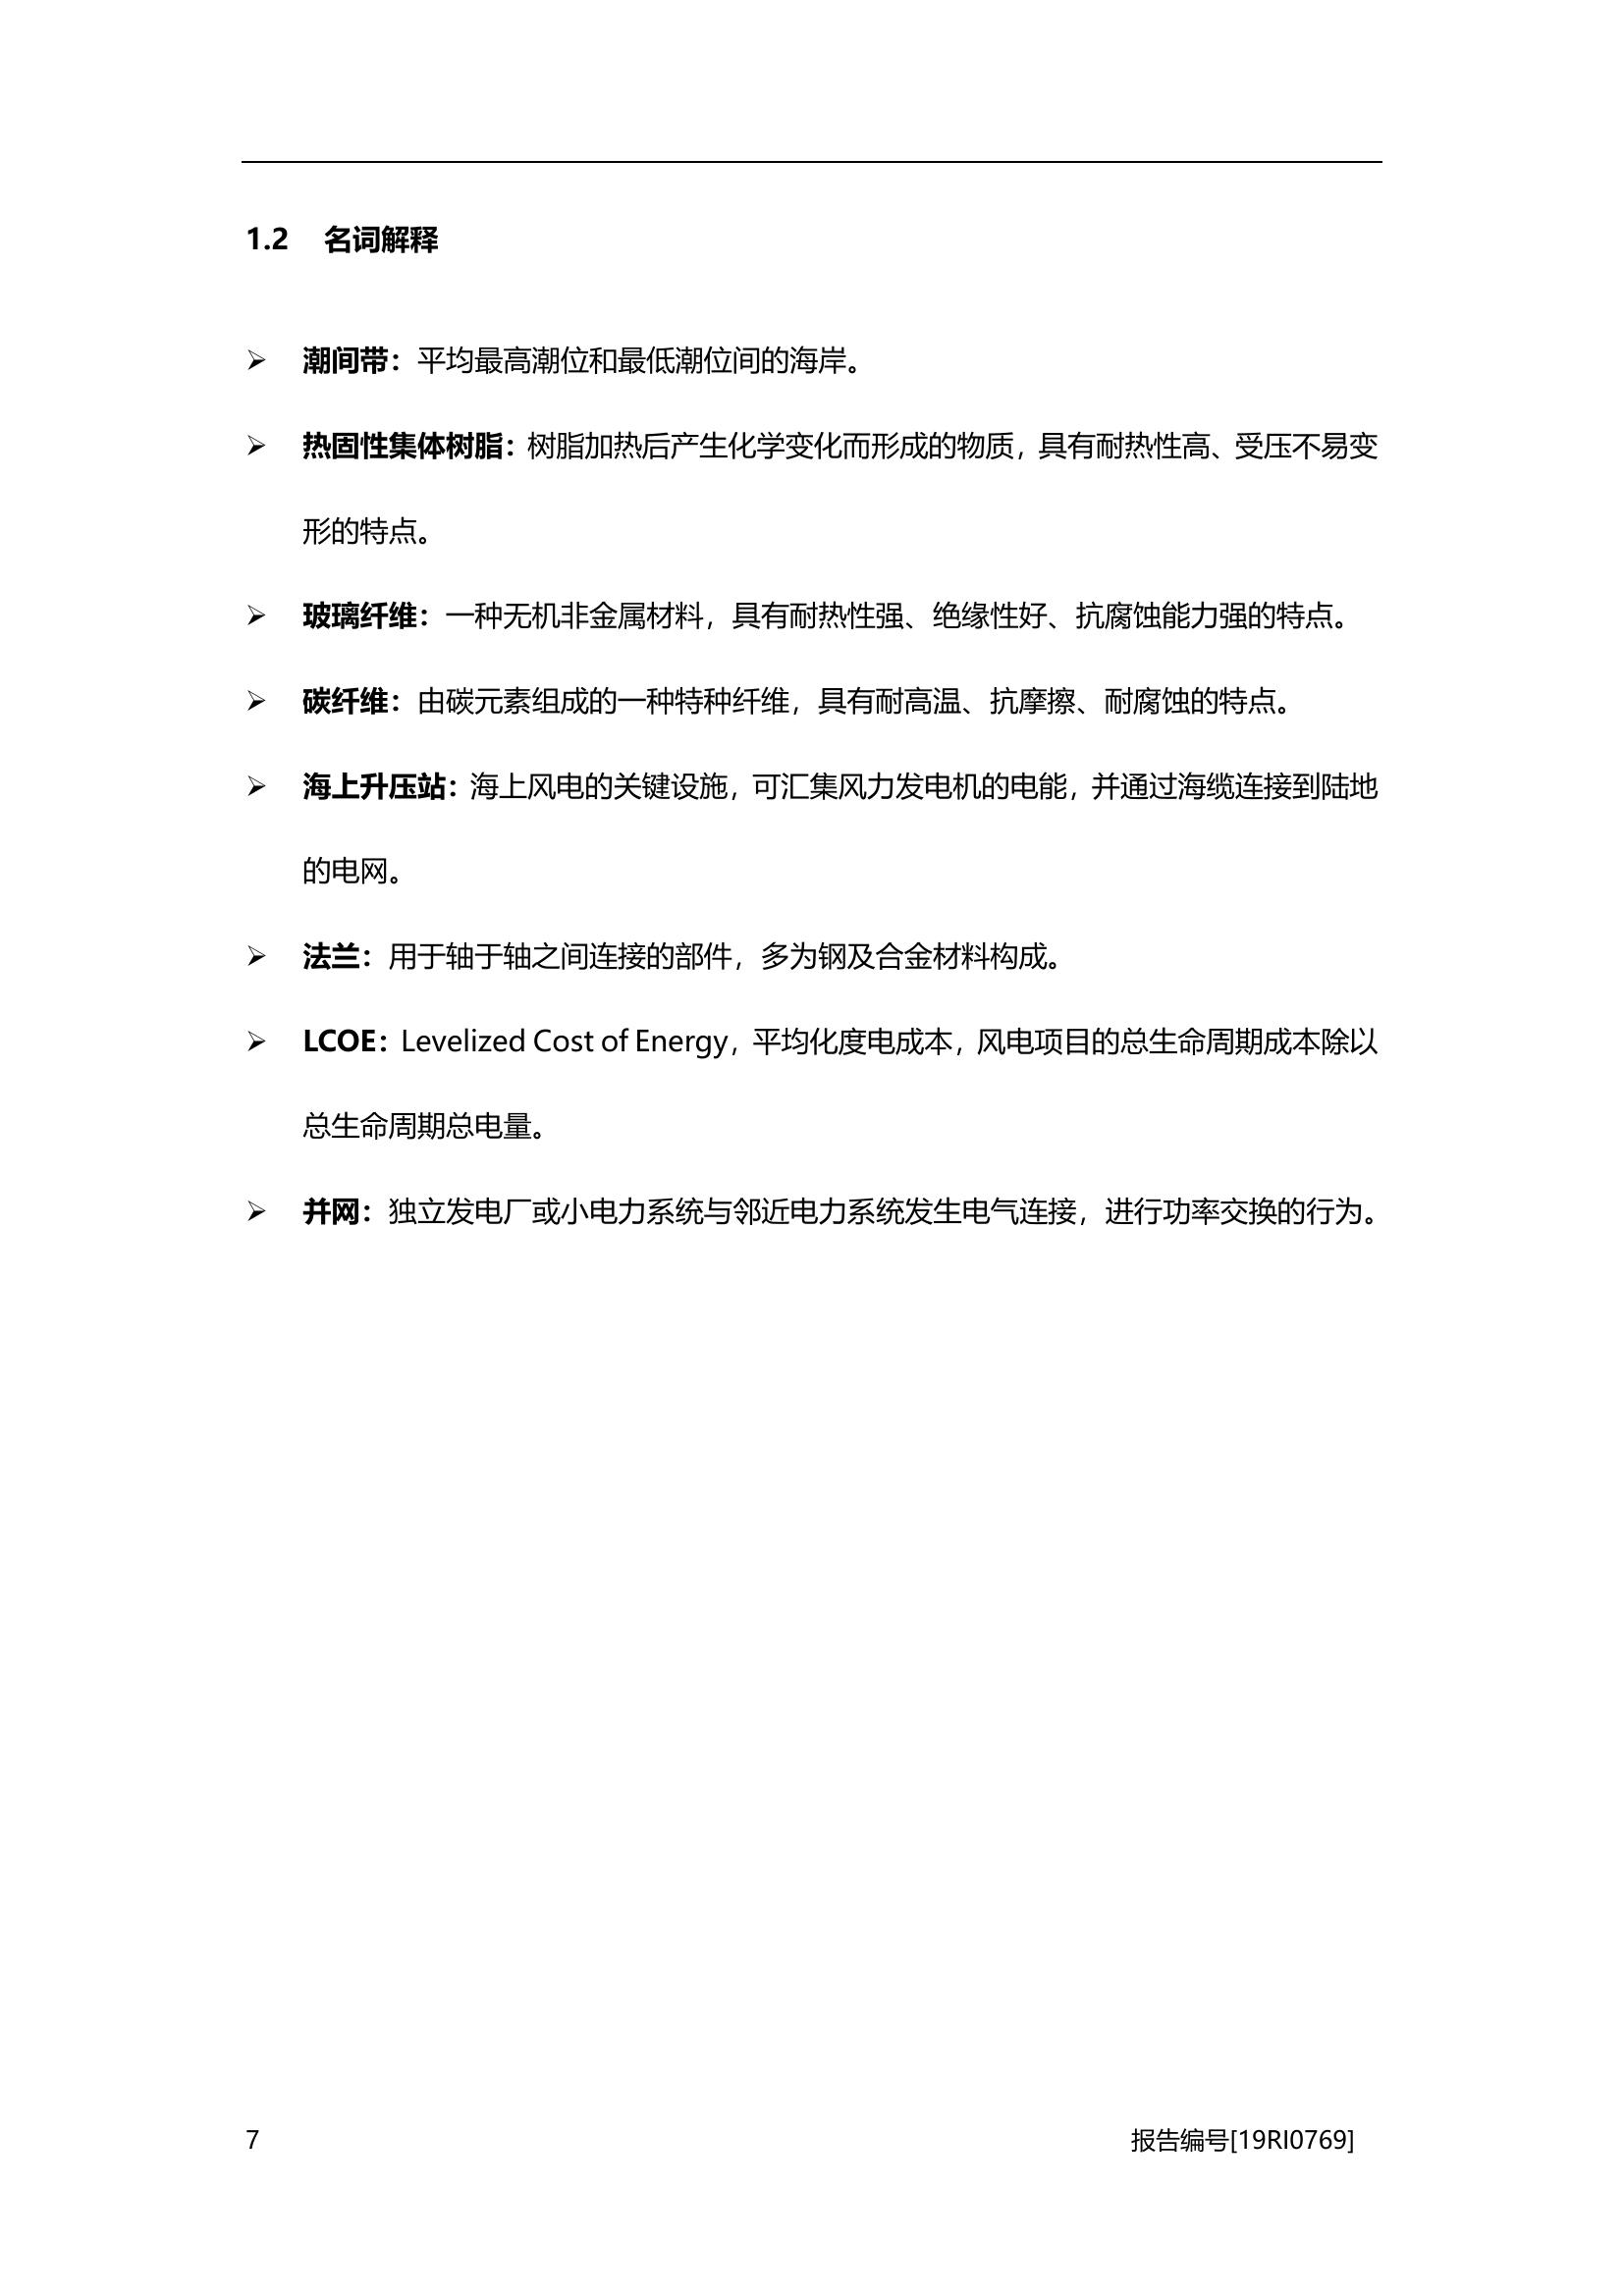 1.2 名词解释
➢ 潮间带：平均最高潮位和最低潮位间的海岸。
➢ 热固性集体树脂：树脂加热后产生化学变化而形成的物质，具有耐热性高、受压不易变
形的特点。
➢ 玻璃纤维：一种无机非金属材料，具有耐热性强、绝缘性好、抗腐蚀能力强的特点。
➢ 碳纤维：由碳元素组成的一种特种纤维，具有耐高温、抗摩擦、耐腐蚀的特点。
➢ 海上升压站：海上风电的关键设施，可汇集风力发电机的电能，并通过海缆连接到陆地
的电网。
➢ 法兰：用于轴于轴之间连接的部件，多为钢及合金材料构成。
➢ LCOE：Levelized Cost of Energy，平均化度电成本，风电项目的总生命周期成本除以
总生命周期总电量。
➢ 并网：独立发电厂或小电力系统与邻近电力系统发生电气连接，进行功率交换的行为。
7 报告编号[19RI0769]